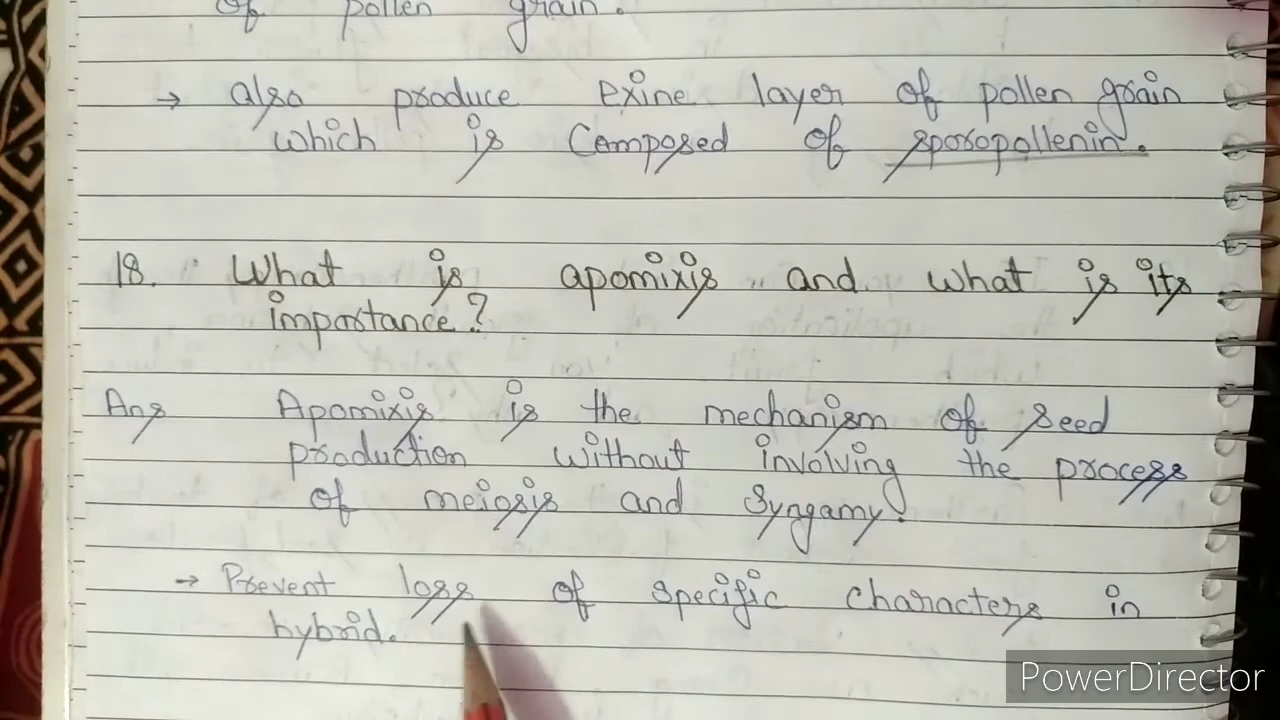 of pollen grain.
→ also produce exine layer of pollen grain
which is composed of sporopollenin.
18. What is apomixis and what is its
importance?
Ans Apomixis is the mechanism of seed
production without involving the process
of meiosis and syngamy.
→ Prevent loss of specific characters in
hybrid.
PowerDirector